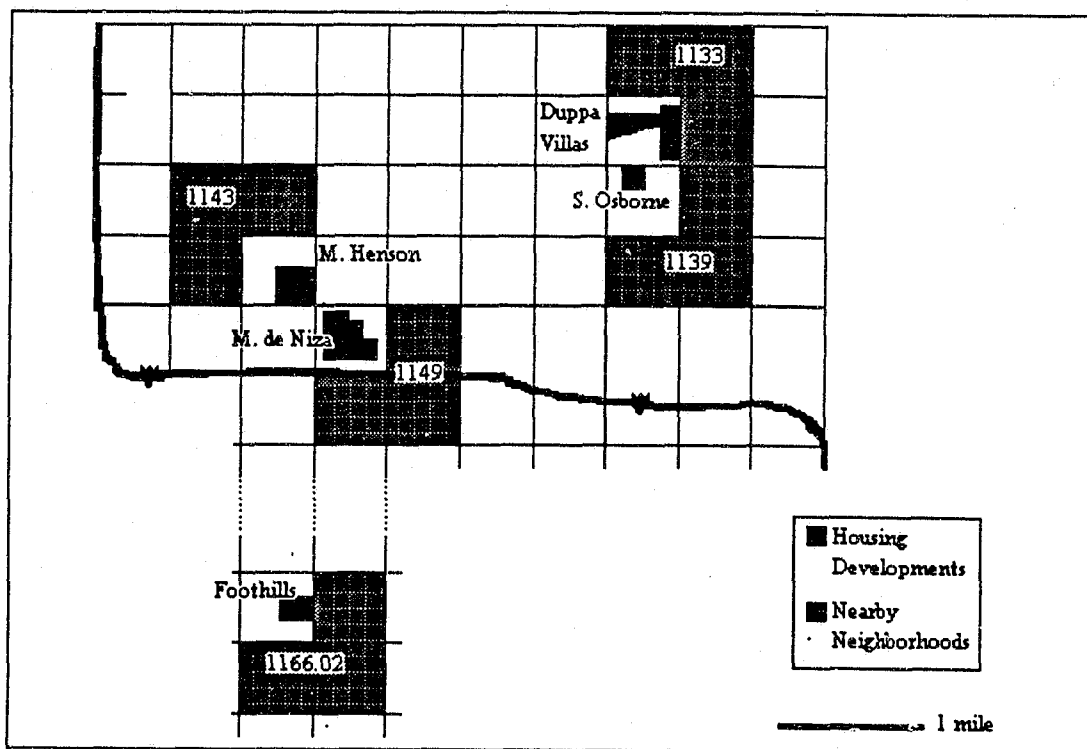 1133
Duppa
Villas
1143
S. Osborne
M. Henson
1139
M. de Niza
1149
Foothills
1166.02
Housing
Developments
Nearby
Neighborhoods
1 mile